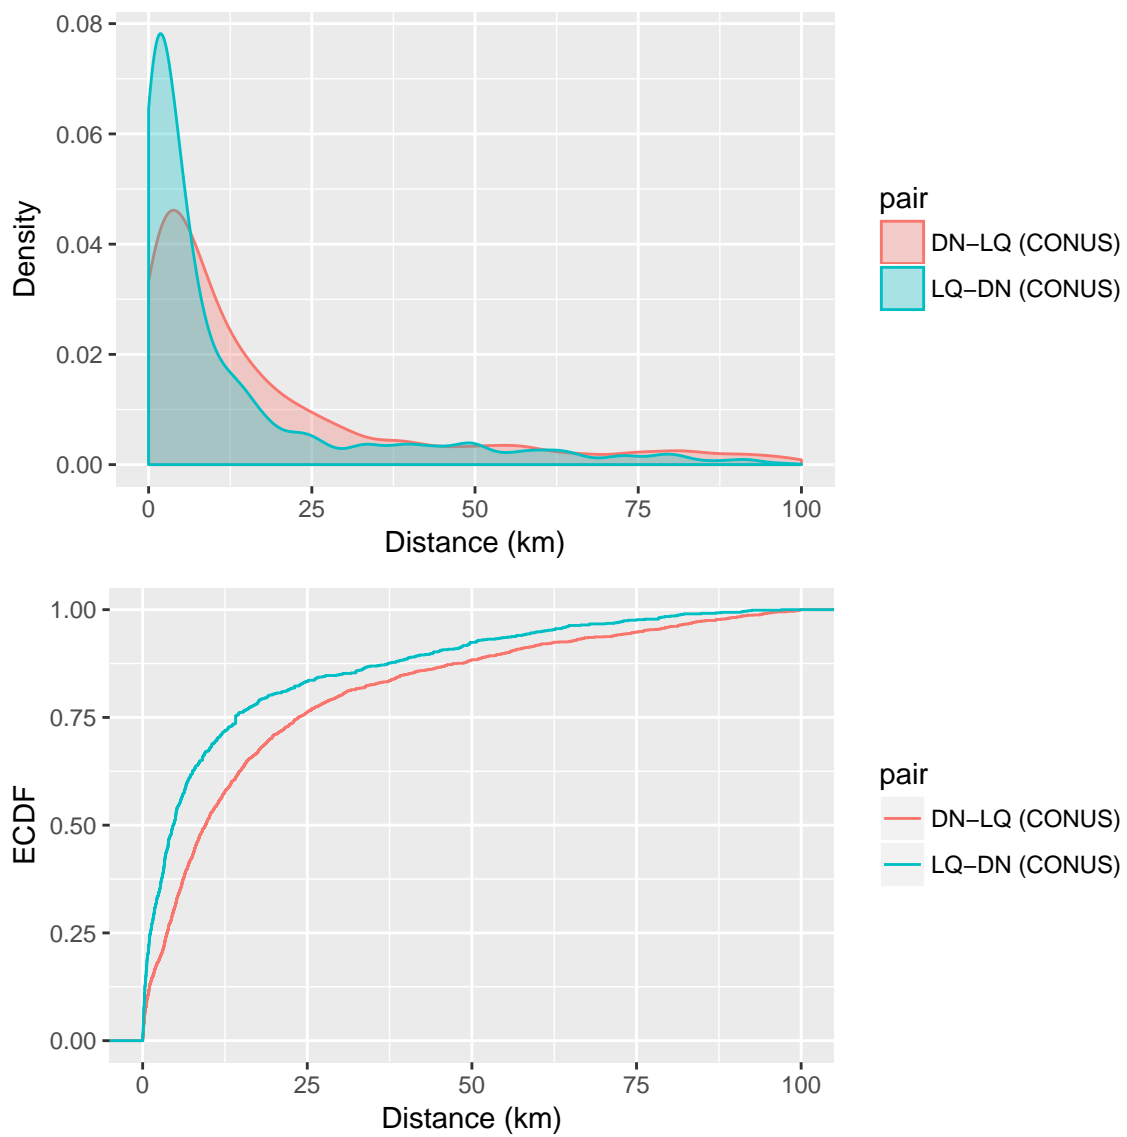 0.08
0.06
0.04
0.02
0.00
Density
0
25
50
75
100
Distance (km)
pair
DN−LQ (CONUS)
LQ−DN (CONUS)
1.00
0.75
0.50
0.25
0.00
ECDF
0
25
50
75
100
Distance (km)
pair
DN−LQ (CONUS)
LQ−DN (CONUS)